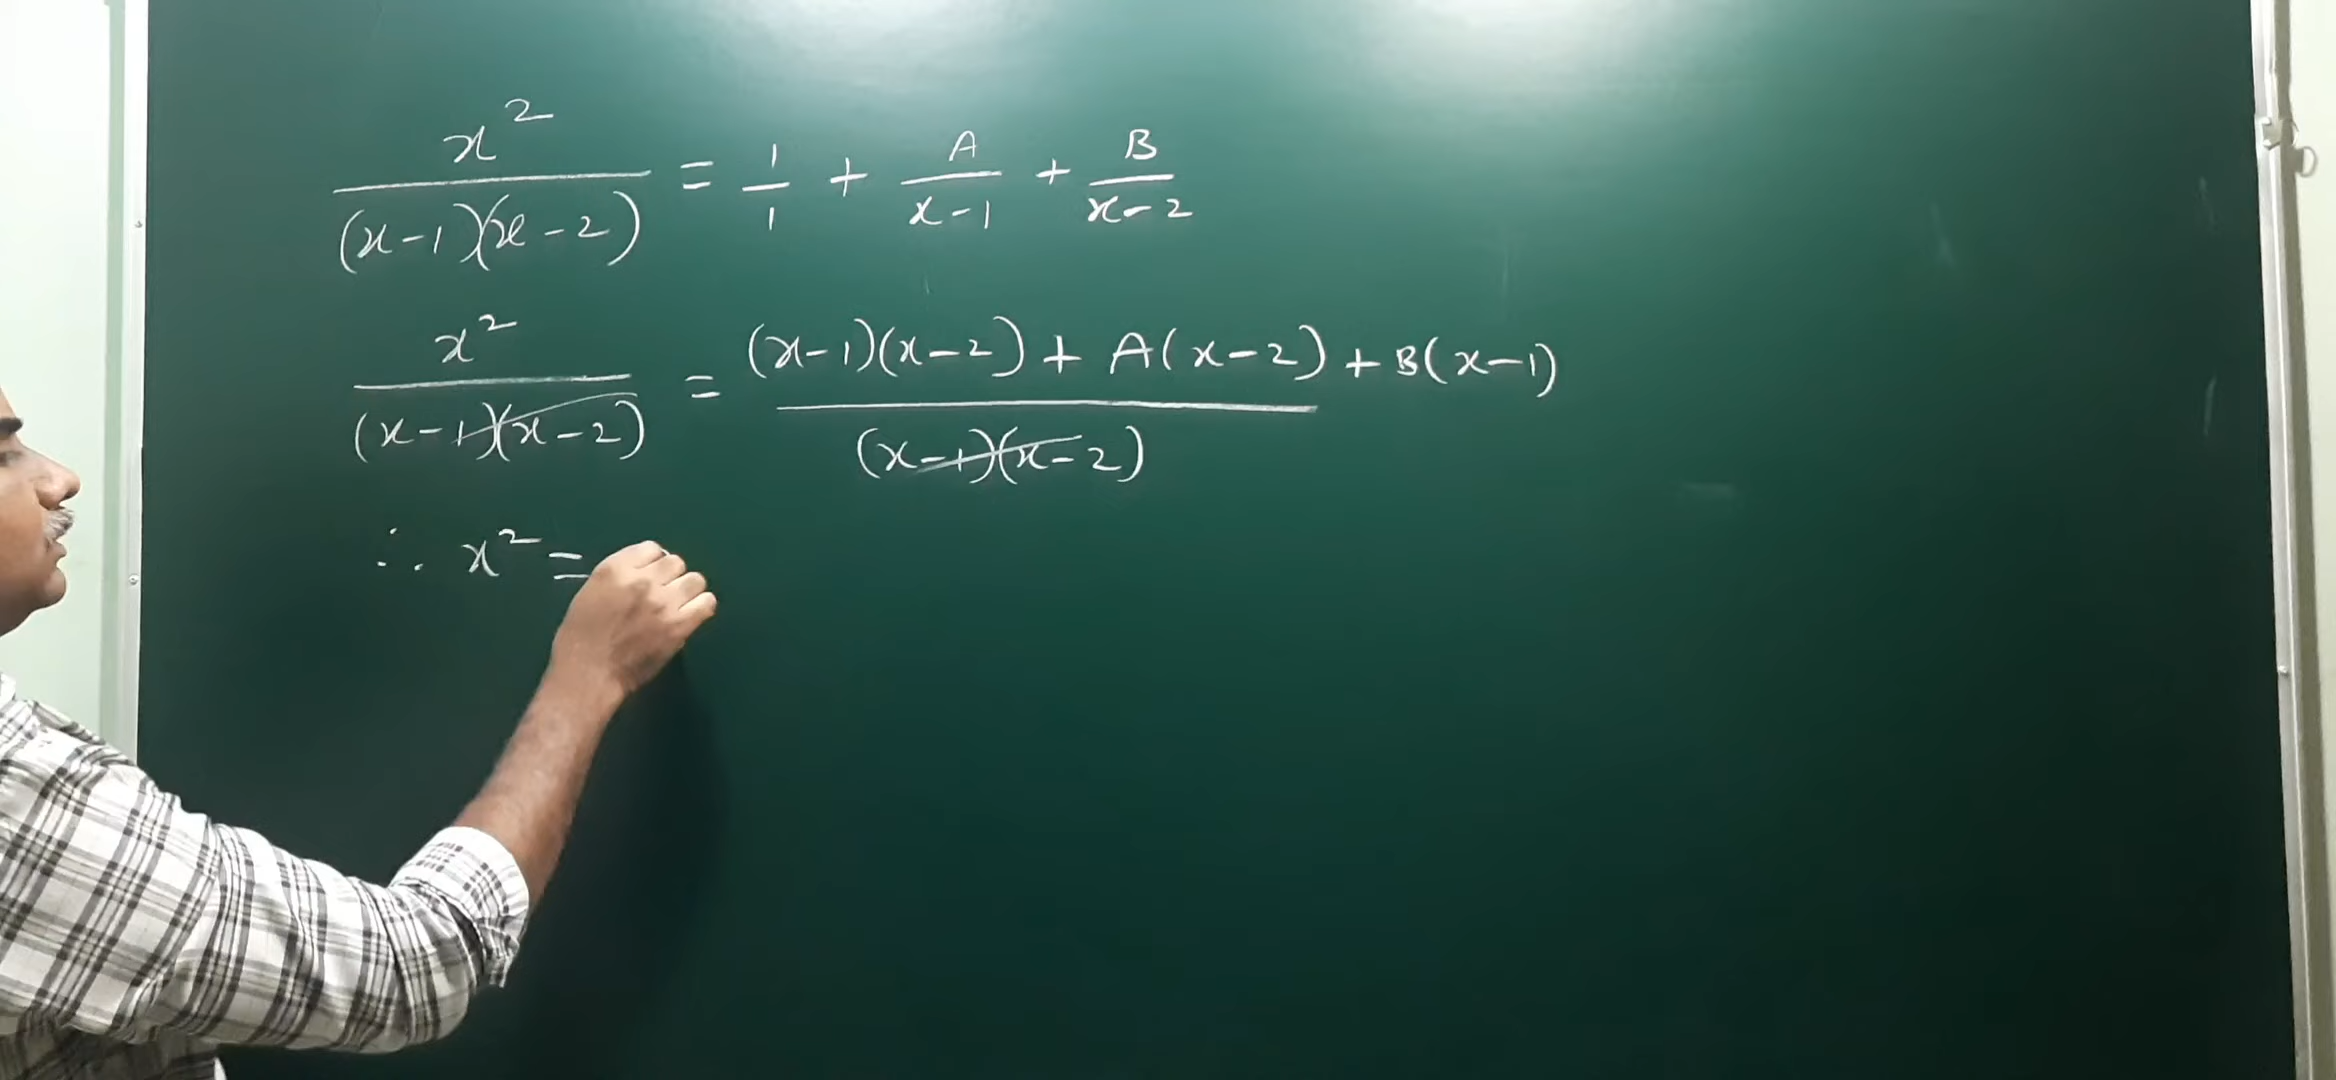 x² / (x-1)(x-2) = 1/1 + A/x-1 + B/x-2
x² / (x-1)(x-2) = (x-1)(x-2) + A(x-2) + B(x-1) / (x-1)(x-2)
∴ x² =